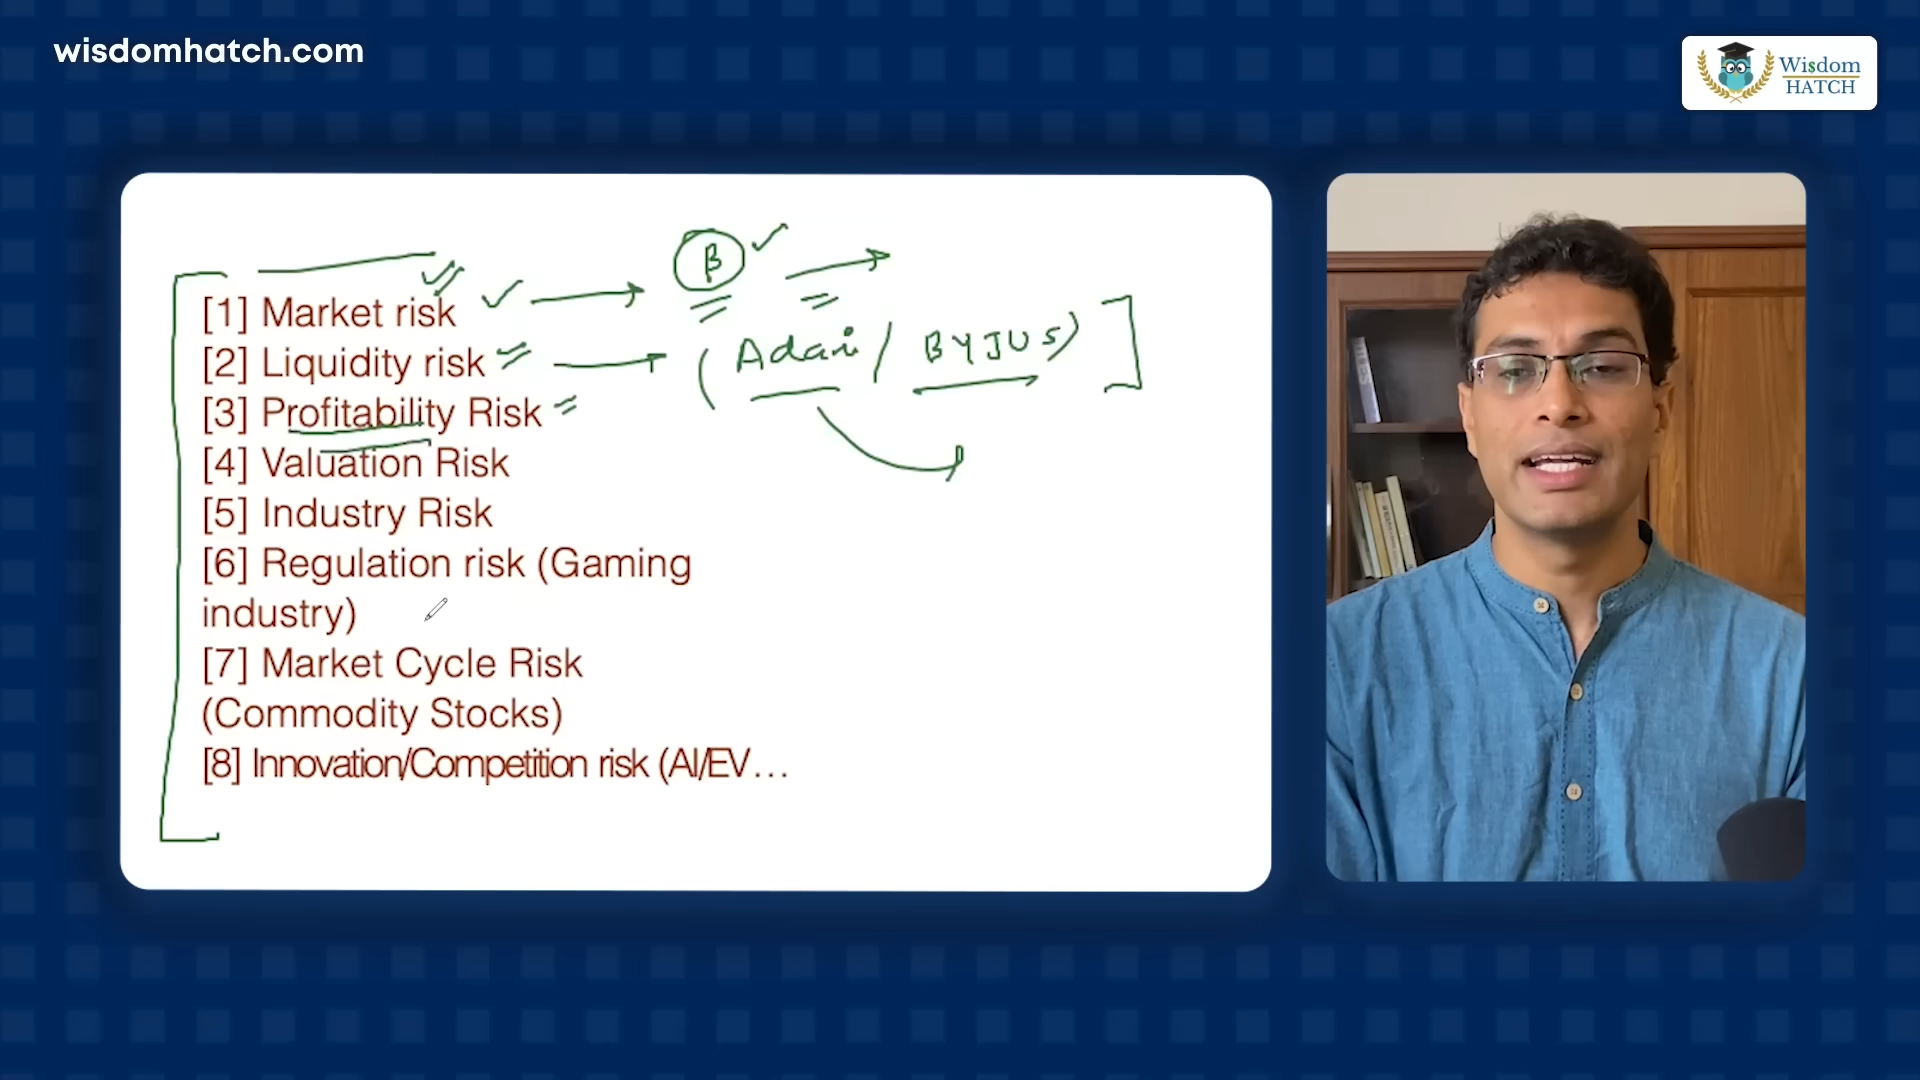 wisdomhatch.com
Wisdom
HATCH
β
[1] Market risk
(Adani / BYJUS)
[2] Liquidity risk
[3] Profitability Risk
[4] Valuation Risk
[5] Industry Risk
[6] Regulation risk (Gaming
industry)
[7] Market Cycle Risk
(Commodity Stocks)
[8] Innovation/Competition risk (AI/EV...